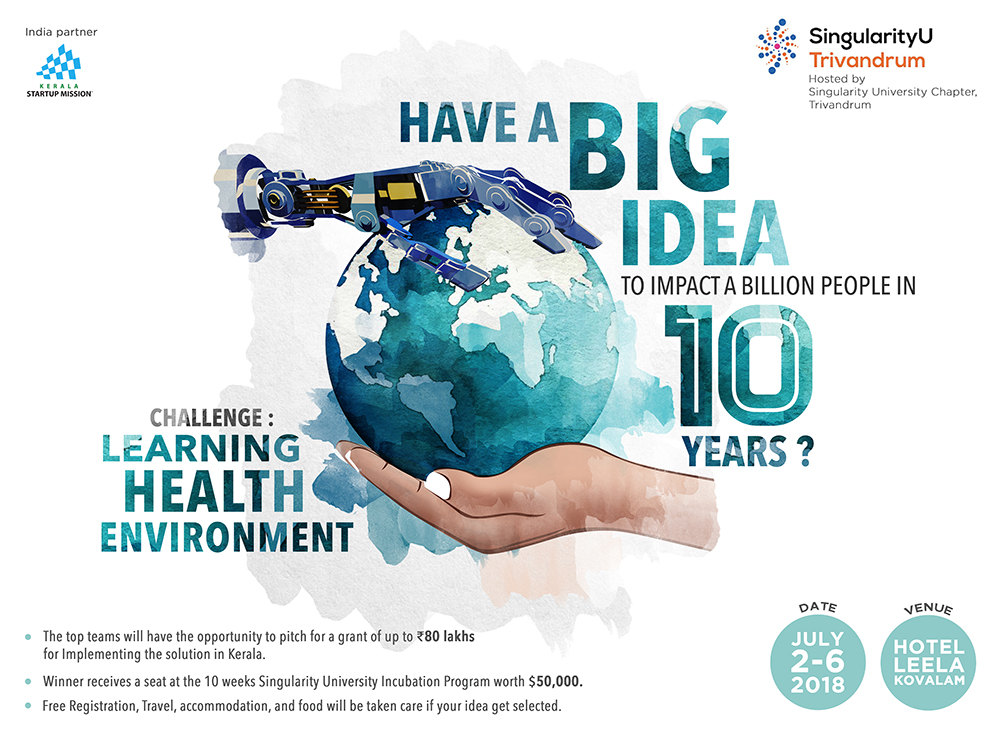 India partner
KERALA
STARTUP MISSION
SingularityU
Trivandrum
Hosted by
Singularity University Chapter,
Trivandrum
HAVE A BIG
IDEA
TO IMPACT A BILLION PEOPLE IN
10
YEARS ?
CHALLENGE :
LEARNING
HEALTH
ENVIRONMENT
• The top teams will have the opportunity to pitch for a grant of up to ₹80 lakhs
for Implementing the solution in Kerala.
• Winner receives a seat at the 10 weeks Singularity University Incubation Program worth $50,000.
• Free Registration, Travel, accommodation, and food will be taken care if your idea get selected.
DATE
JULY
2-6
2018
VENUE
HOTEL
LEELA
KOVALAM